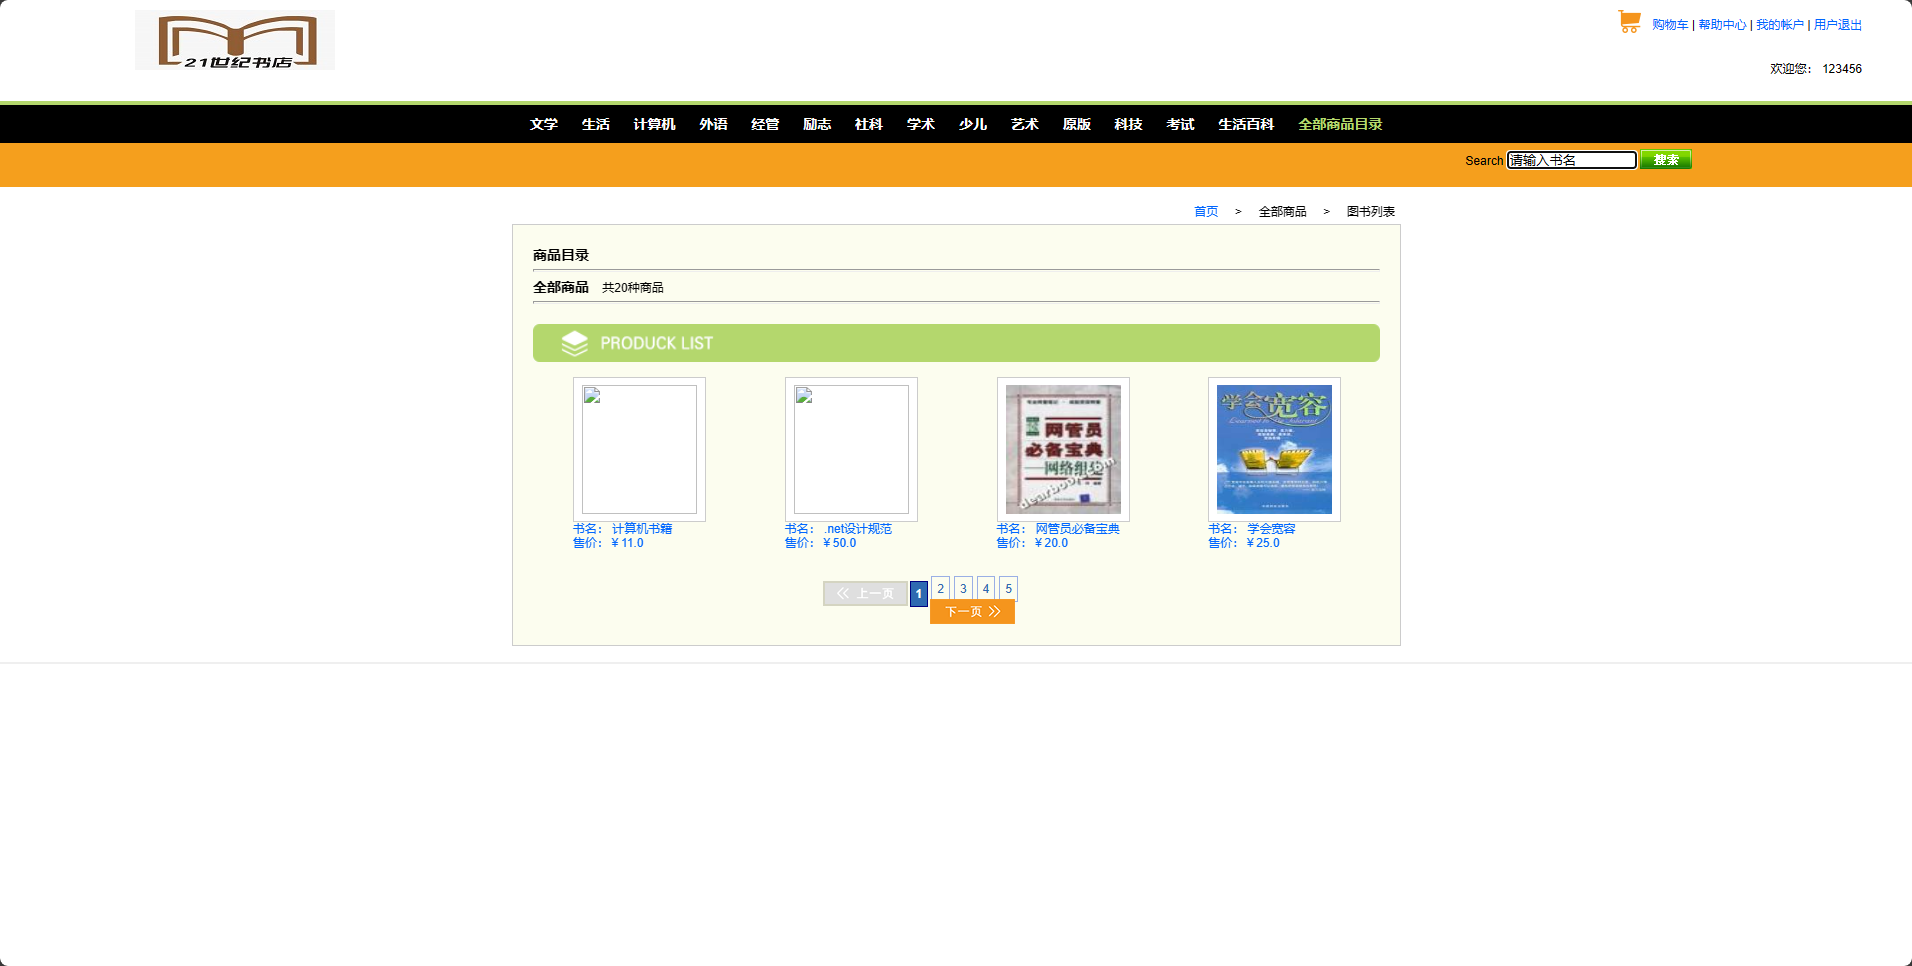 21世纪书店
购物车 | 帮助中心 | 我的帐户 | 用户退出
欢迎您： 123456
文学 生活 计算机 外语 经管 励志 社科 学术 少儿 艺术 原版 科技 考试 生活百科 全部商品目录
Search 请输入书名 搜索
首页 > 全部商品 > 图书列表
商品目录
全部商品 共20种商品
PRODUCK LIST
网管员
必备宝典
学会宽容
书名： 计算机书籍
售价：￥11.0
书名： .net设计规范
售价：￥50.0
书名： 网管员必备宝典
售价：￥20.0
书名： 学会宽容
售价：￥25.0
上一页 1 2 3 4 5
下一页